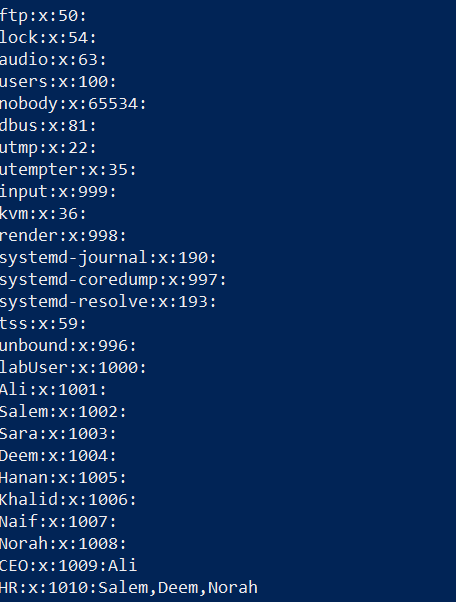 ftp:x:50:
lock:x:54:
audio:x:63:
users:x:100:
nobody:x:65534:
dbus:x:81:
utmp:x:22:
utempter:x:35:
input:x:999:
kvm:x:36:
render:x:998:
systemd-journal:x:190:
systemd-coredump:x:997:
systemd-resolve:x:193:
tss:x:59:
unbound:x:996:
labUser:x:1000:
Ali:x:1001:
Salem:x:1002:
Sara:x:1003:
Deem:x:1004:
Hanan:x:1005:
Khalid:x:1006:
Naif:x:1007:
Norah:x:1008:
CEO:x:1009:Ali
HR:x:1010:Salem,Deem,Norah